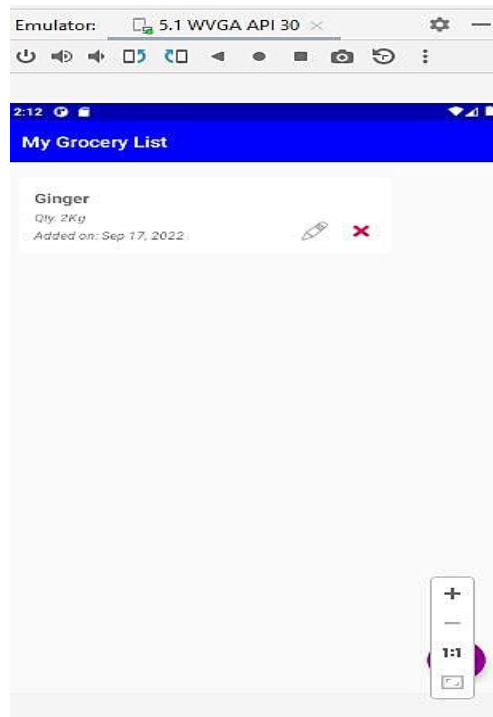 Emulator: 5.1 WVGA API 30
2:12
My Grocery List
Ginger
Qty: 2Kg
Added on: Sep 17, 2022
1:1